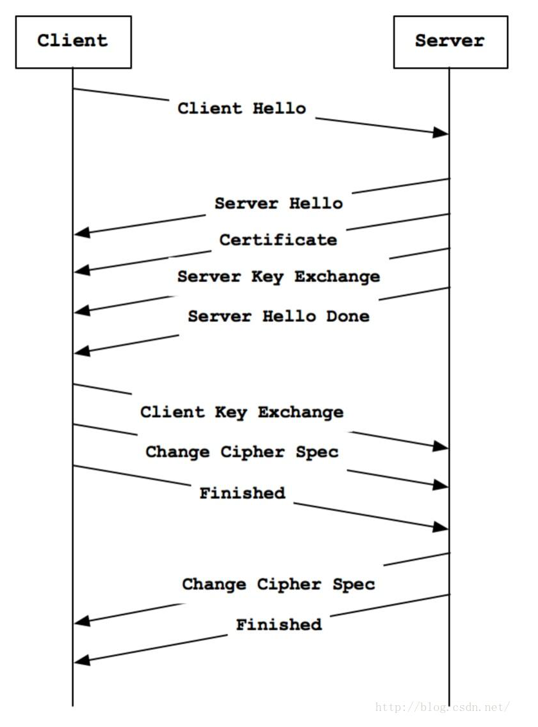 Client
Server
Client Hello
Server Hello
Certificate
Server Key Exchange
Server Hello Done
Client Key Exchange
Change Cipher Spec
Finished
Change Cipher Spec
Finished
http://blog.csdn.net/